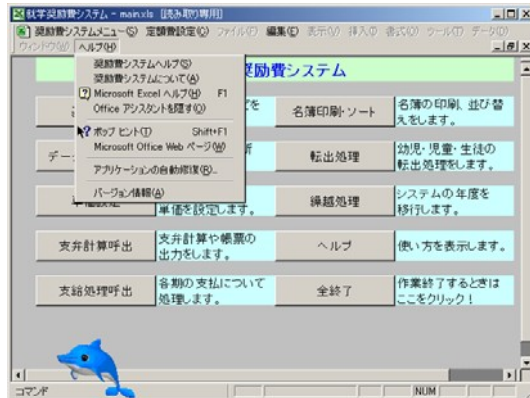 就学奨励費システム - main.xls [読み取り専用]
奨励費システムメニュー(S) 定額費設定(Q) ファイル(F) 編集(E) 表示(V) 挿入(I) 書式(O) ツール(T) データ(D)
ウィンドウ(W) ヘルプ(H)
奨励費システムヘルプ(S)
奨励費システムについて(A)
Microsoft Excel ヘルプ(H) F1
Office アシスタントを隠す(O)
ポップ ヒント(T) Shift+F1
Microsoft Office Web ページ(W)
アプリケーションの自動修復(R)...
バージョン情報(A)
奨励費システム
名簿印刷・ソート
名簿の印刷、並び替えをします。
転出処理
幼児・児童・生徒の
転出処理をします。
単価を設定します。
繰越処理
システムの年度を
移行します。
支弁計算呼出
支弁計算や帳票の
出力をします。
ヘルプ
使い方を表示します。
支給処理呼出
各期の支払について
処理します。
全終了
作業終了するときは
ここをクリック!
コマンド
NUM